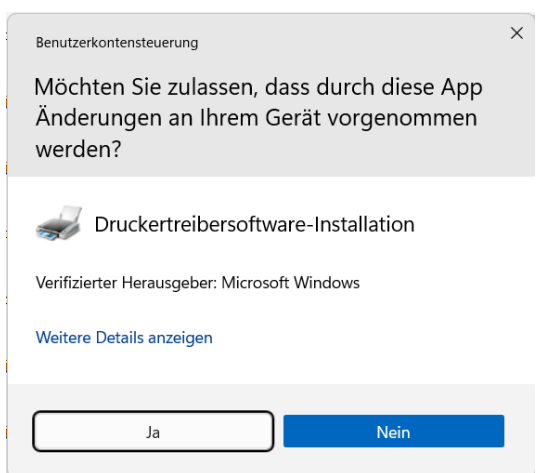 Benutzerkontensteuerung
Möchten Sie zulassen, dass durch diese App
Änderungen an Ihrem Gerät vorgenommen
werden?
Druckertreibersoftware-Installation
Verifizierter Herausgeber: Microsoft Windows
Weitere Details anzeigen
Ja
Nein